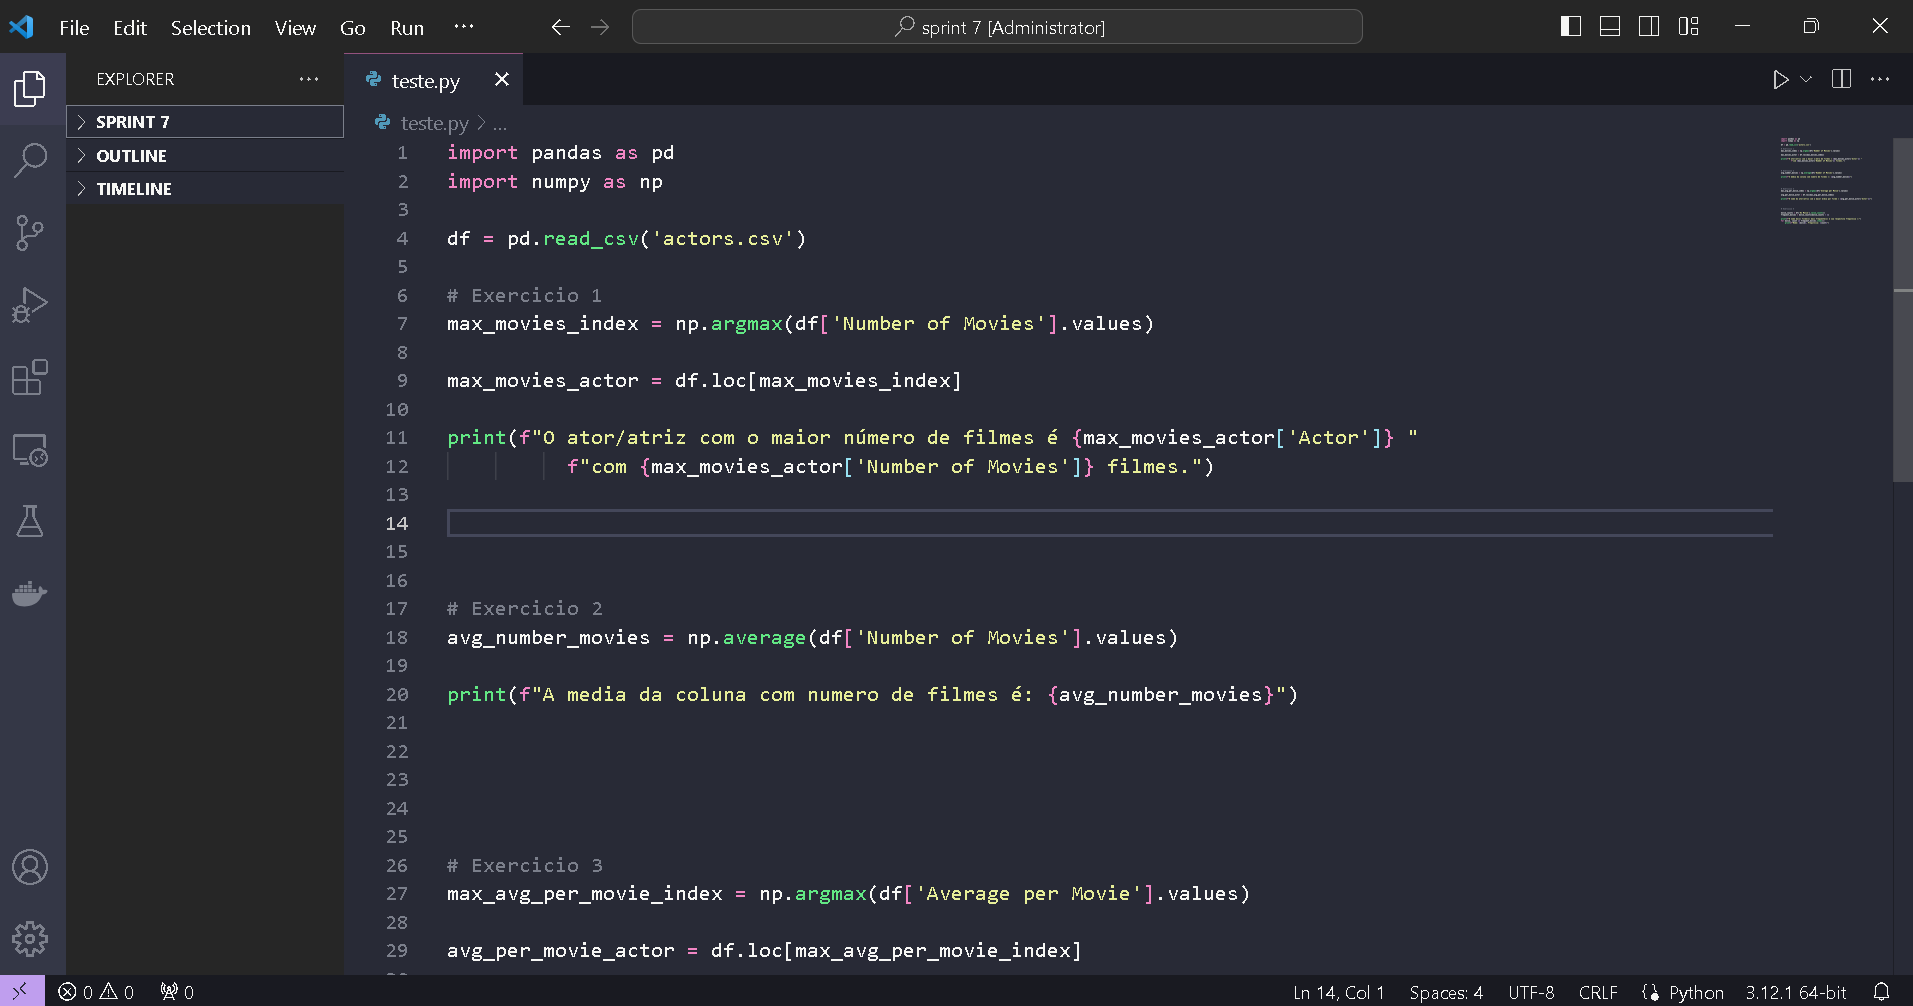 File Edit Selection View Go Run ...
sprint 7 [Administrator]
EXPLORER ...
SPRINT 7
OUTLINE
TIMELINE
teste.py
teste.py > ...
1 import pandas as pd
2 import numpy as np
3
4 df = pd.read_csv('actors.csv')
5
6 # Exercicio 1
7 max_movies_index = np.argmax(df['Number of Movies'].values)
8
9 max_movies_actor = df.loc[max_movies_index]
10
11 print(f"O ator/atriz com o maior número de filmes é {max_movies_actor['Actor']} "
12 f"com {max_movies_actor['Number of Movies']} filmes.")
13
14
15
16
17 # Exercicio 2
18 avg_number_movies = np.average(df['Number of Movies'].values)
19
20 print(f"A media da coluna com numero de filmes é: {avg_number_movies}")
21
22
23
24
25
26 # Exercicio 3
27 max_avg_per_movie_index = np.argmax(df['Average per Movie'].values)
28
29 avg_per_movie_actor = df.loc[max_avg_per_movie_index]
0 0 0 Ln 14, Col 1 Spaces: 4 UTF-8 CRLF Python 3.12.1 64-bit